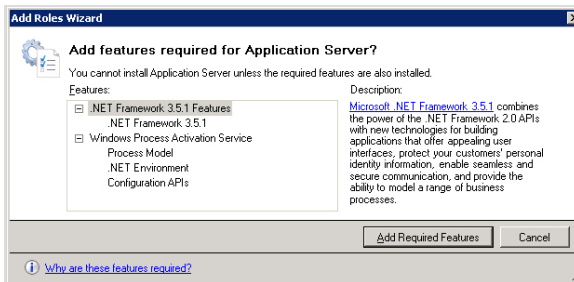 Add Roles Wizard
Add features required for Application Server?
You cannot install Application Server unless the required features are also installed.
Features:
.NET Framework 3.5.1 Features
.NET Framework 3.5.1
Windows Process Activation Service
Process Model
.NET Environment
Configuration APIs
Description:
Microsoft .NET Framework 3.5.1 combines
the power of the .NET Framework 2.0 APIs
with new technologies for building
applications that offer appealing user
interfaces, protect your customers' personal
identity information, enable seamless and
secure communication, and provide the
ability to model a range of business
processes.
Add Required Features
Cancel
Why are these features required?